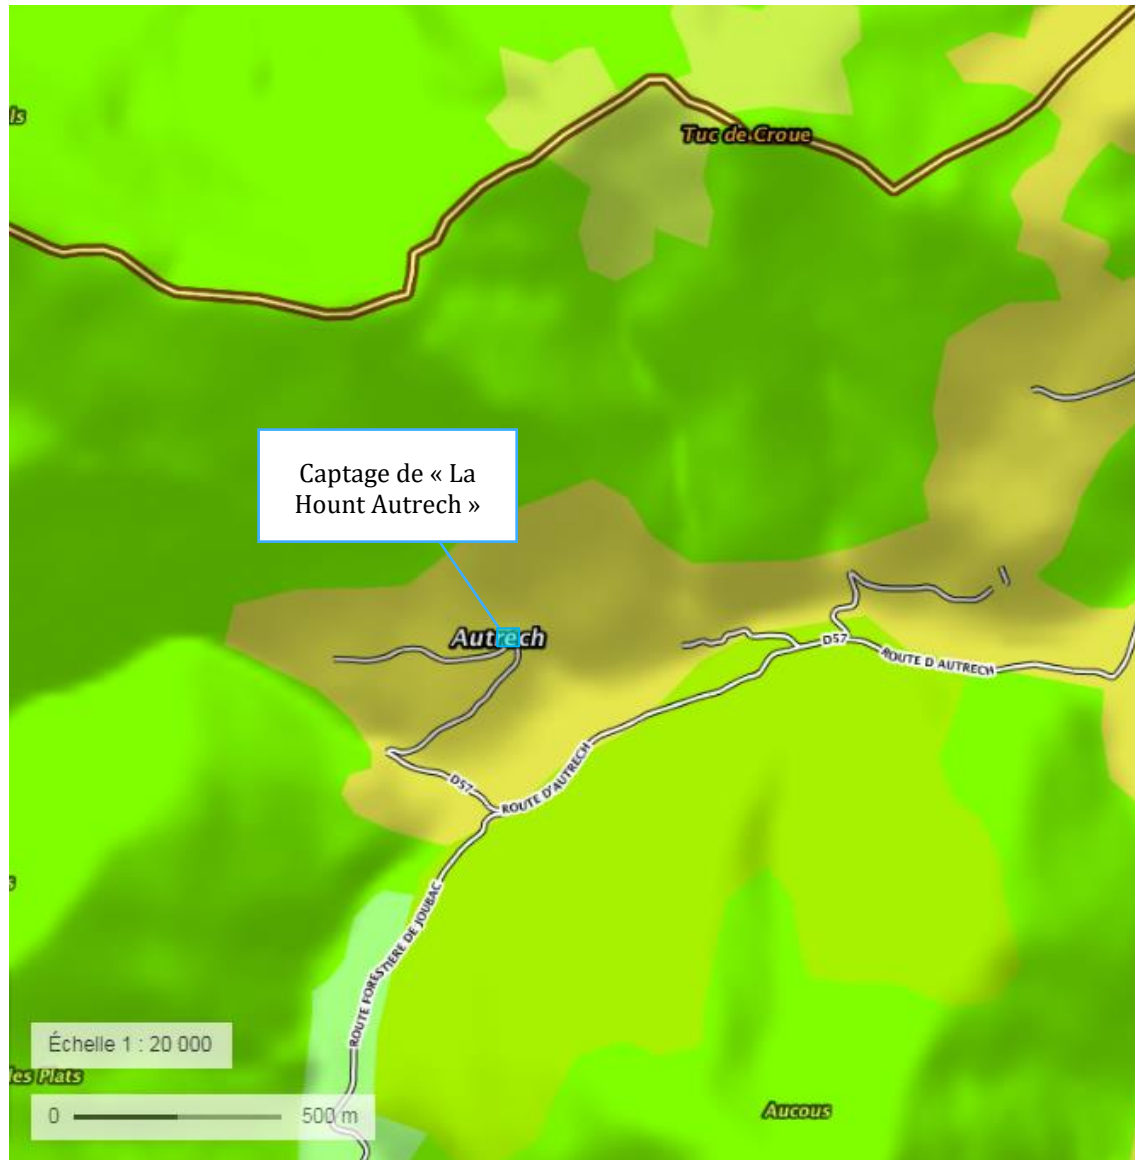 ls
Tuc de Croue
Captage de « La
Hount Autrech »
Autrech
D57
ROUTE D AUTRECH
D57
ROUTE D'AUTRECH
ROUTE FORESTIERE DE JOUBAC
Échelle 1 : 20 000
les Plats
0 500 m
Aucous